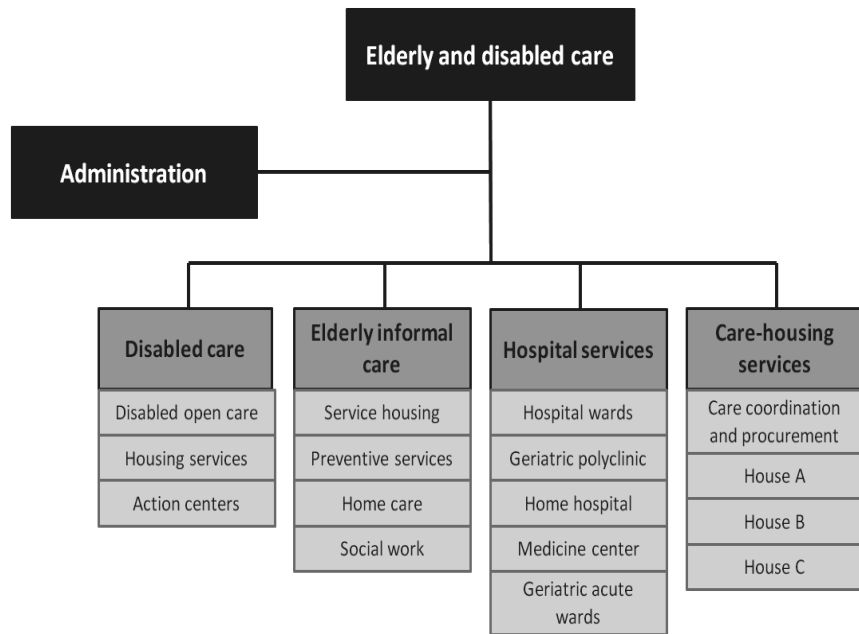 Elderly and disabled care
Administration
Disabled care
Disabled open care
Housing services
Action centers
Elderly informal
care
Service housing
Preventive services
Home care
Social work
Hospital services
Hospital wards
Geriatric polyclinic
Home hospital
Medicine center
Geriatric acute
wards
Care-housing
services
Care coordination
and procurement
House A
House B
House C